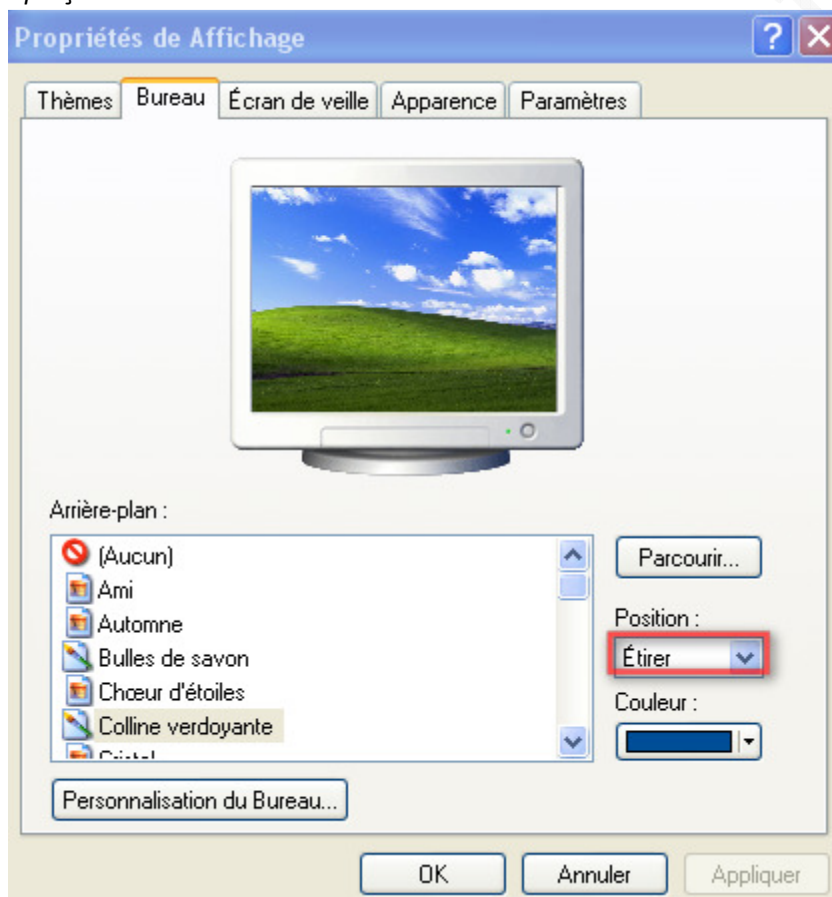 Propriétés de Affichage
Thèmes Bureau Écran de veille Apparence Paramètres
Arrière-plan :
(Aucun)
Ami
Automne
Bulles de savon
Chœur d'étoiles
Colline verdoyante
Parcourir...
Position :
Étirer
Couleur :
Personnalisation du Bureau...
OK Annuler Appliquer